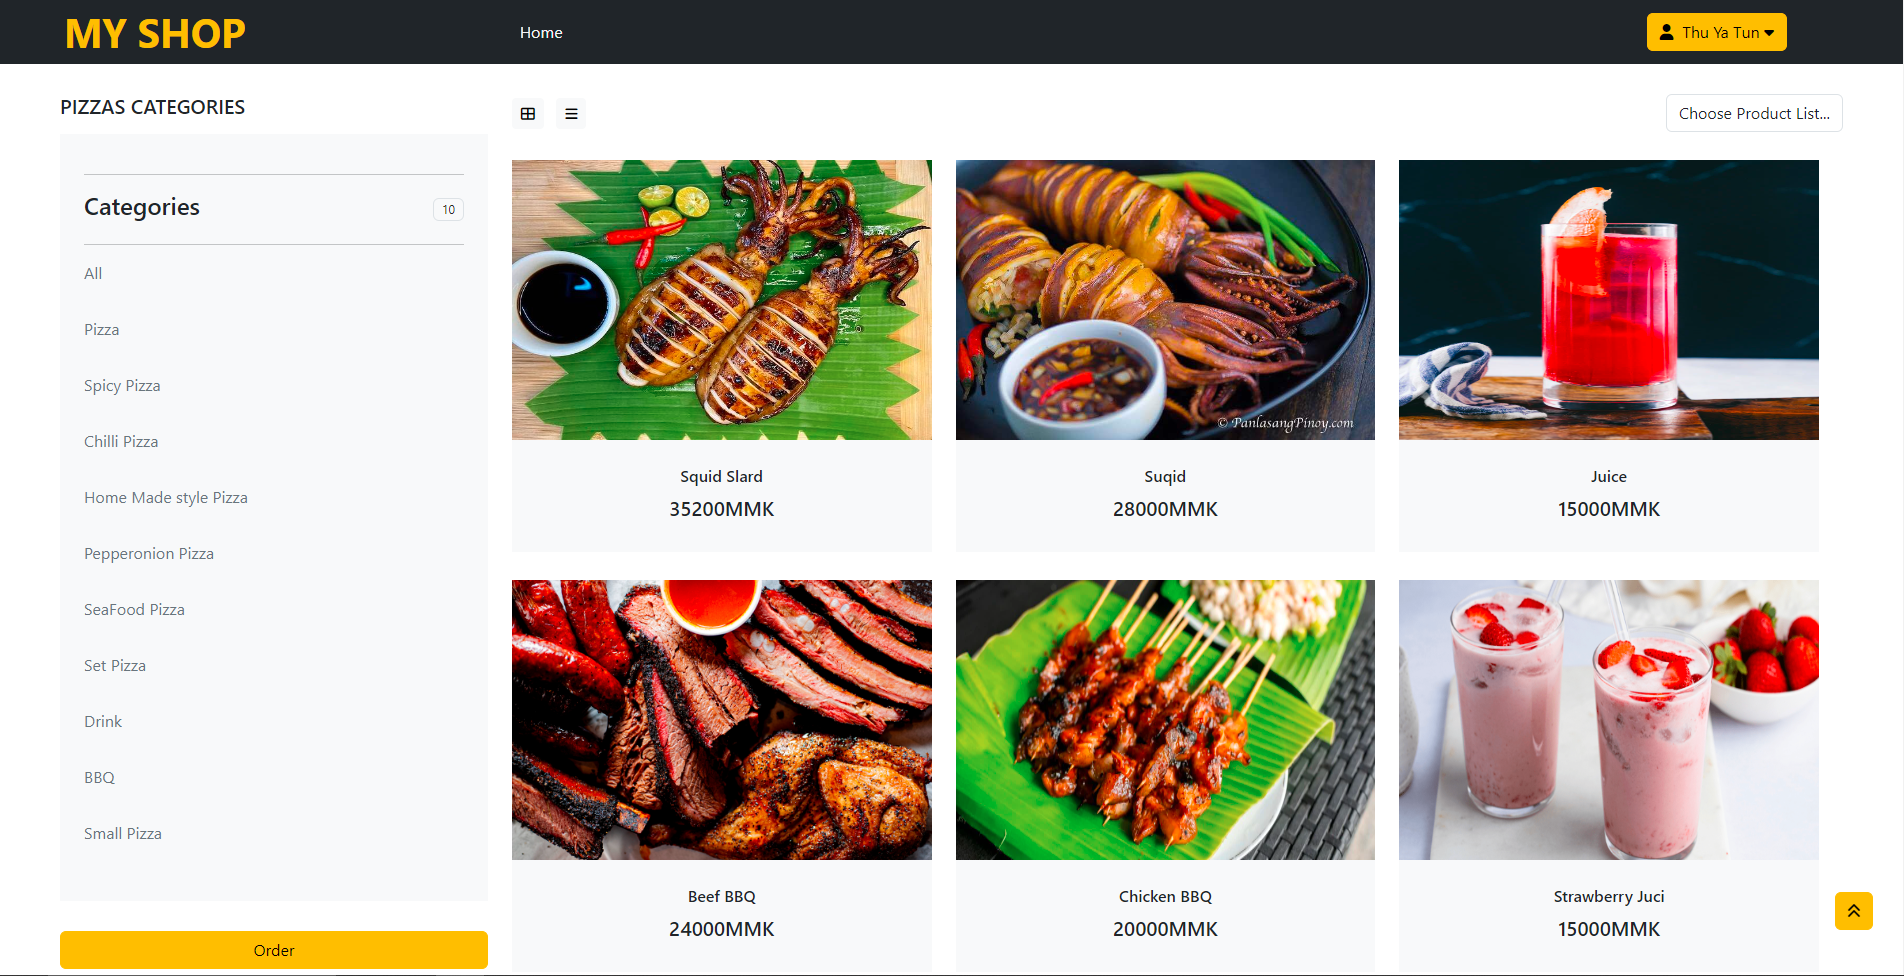 MY SHOP
Home
Thu Ya Tun
PIZZAS CATEGORIES
Choose Product List...
Categories
10
All
Pizza
Spicy Pizza
Chilli Pizza
Home Made style Pizza
Pepperonion Pizza
SeaFood Pizza
Set Pizza
Drink
BBQ
Small Pizza
Order
© PanlasangPinoy.com
Squid Slard
35200MMK
Suqid
28000MMK
Juice
15000MMK
Beef BBQ
24000MMK
Chicken BBQ
20000MMK
Strawberry Juci
15000MMK